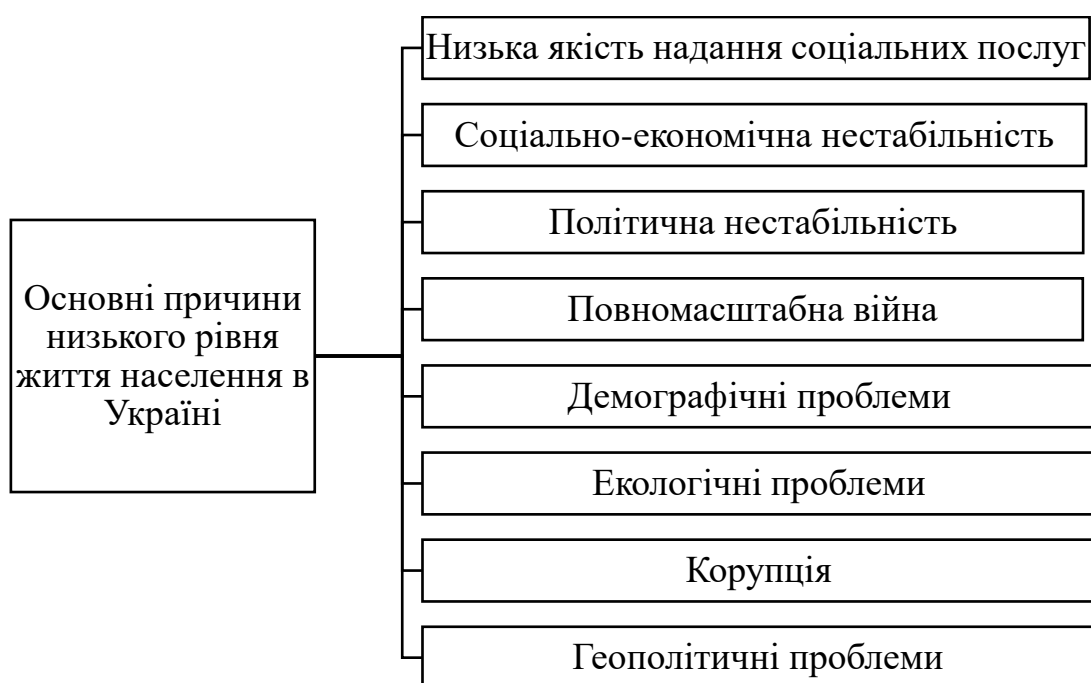 Основні причини
низького рівня
життя населення в
Україні
Низька якість надання соціальних послуг
Соціально-економічна нестабільність
Політична нестабільність
Повномасштабна війна
Демографічні проблеми
Екологічні проблеми
Корупція
Геополітичні проблеми